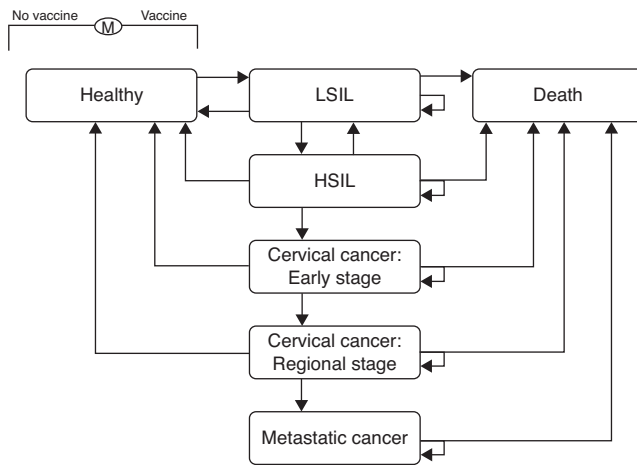 No vaccine M Vaccine
Healthy
LSIL
Death
HSIL
Cervical cancer:
Early stage
Cervical cancer:
Regional stage
Metastatic cancer